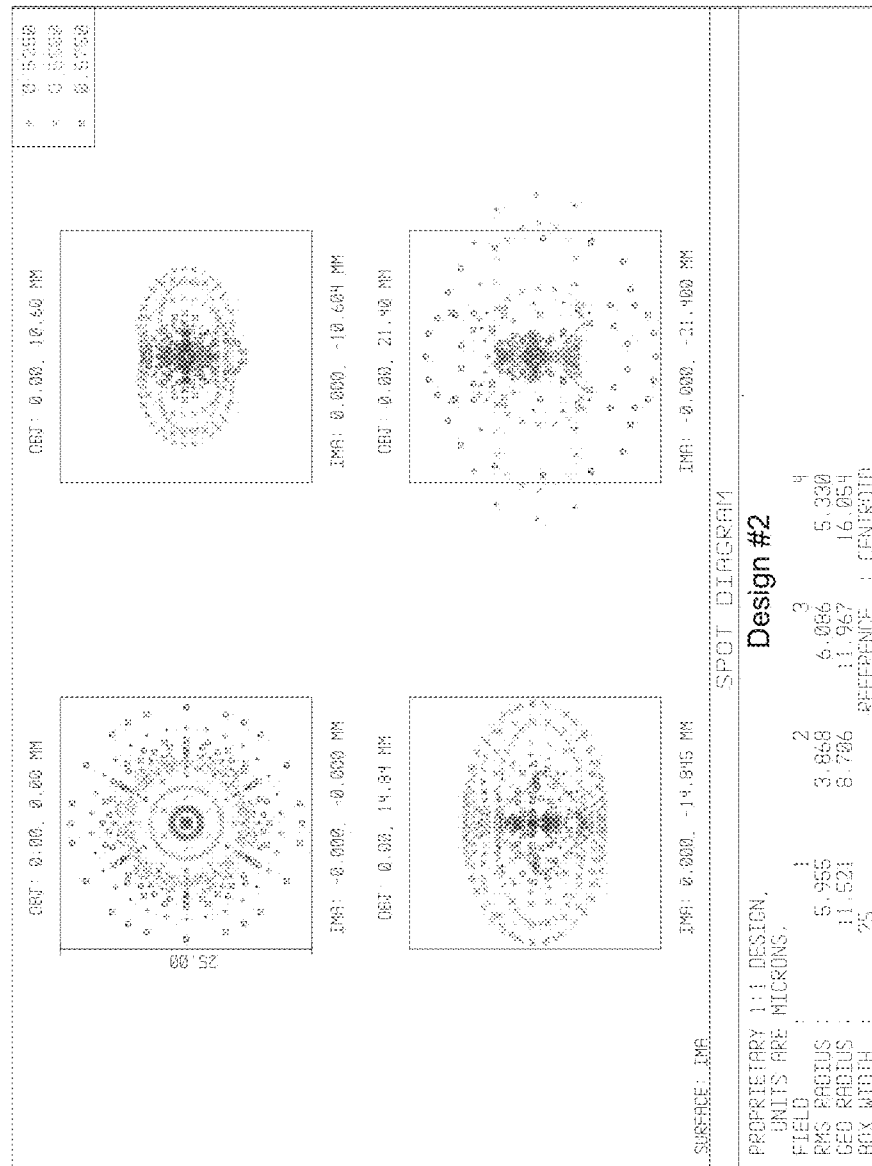 + 0.5250
× 0.5500
0.5750
OBJ: 0.00, 0.00 MM
OBJ: 0.00, 10.60 MM
25.00
IMA: -0.000, -0.000 MM
IMA: 0.000, -10.604 MM
OBJ: 0.00, 14.84 MM
OBJ: 0.00, 21.40 MM
IMA: 0.000, -14.845 MM
IMA: -0.000, -21.400 MM
SURFACE: IMA
SPOT DIAGRAM
Design #2
PROPRIETARY 1:1 DESIGN,
UNITS ARE MICRONS.
FIELD : 1 2 3 4
RMS RADIUS : 5.955 3.868 6.086 5.330
GEO RADIUS : 11.521 8.706 11.967 16.054
BOX WIDTH : 25 REFERENCE : CENTROID